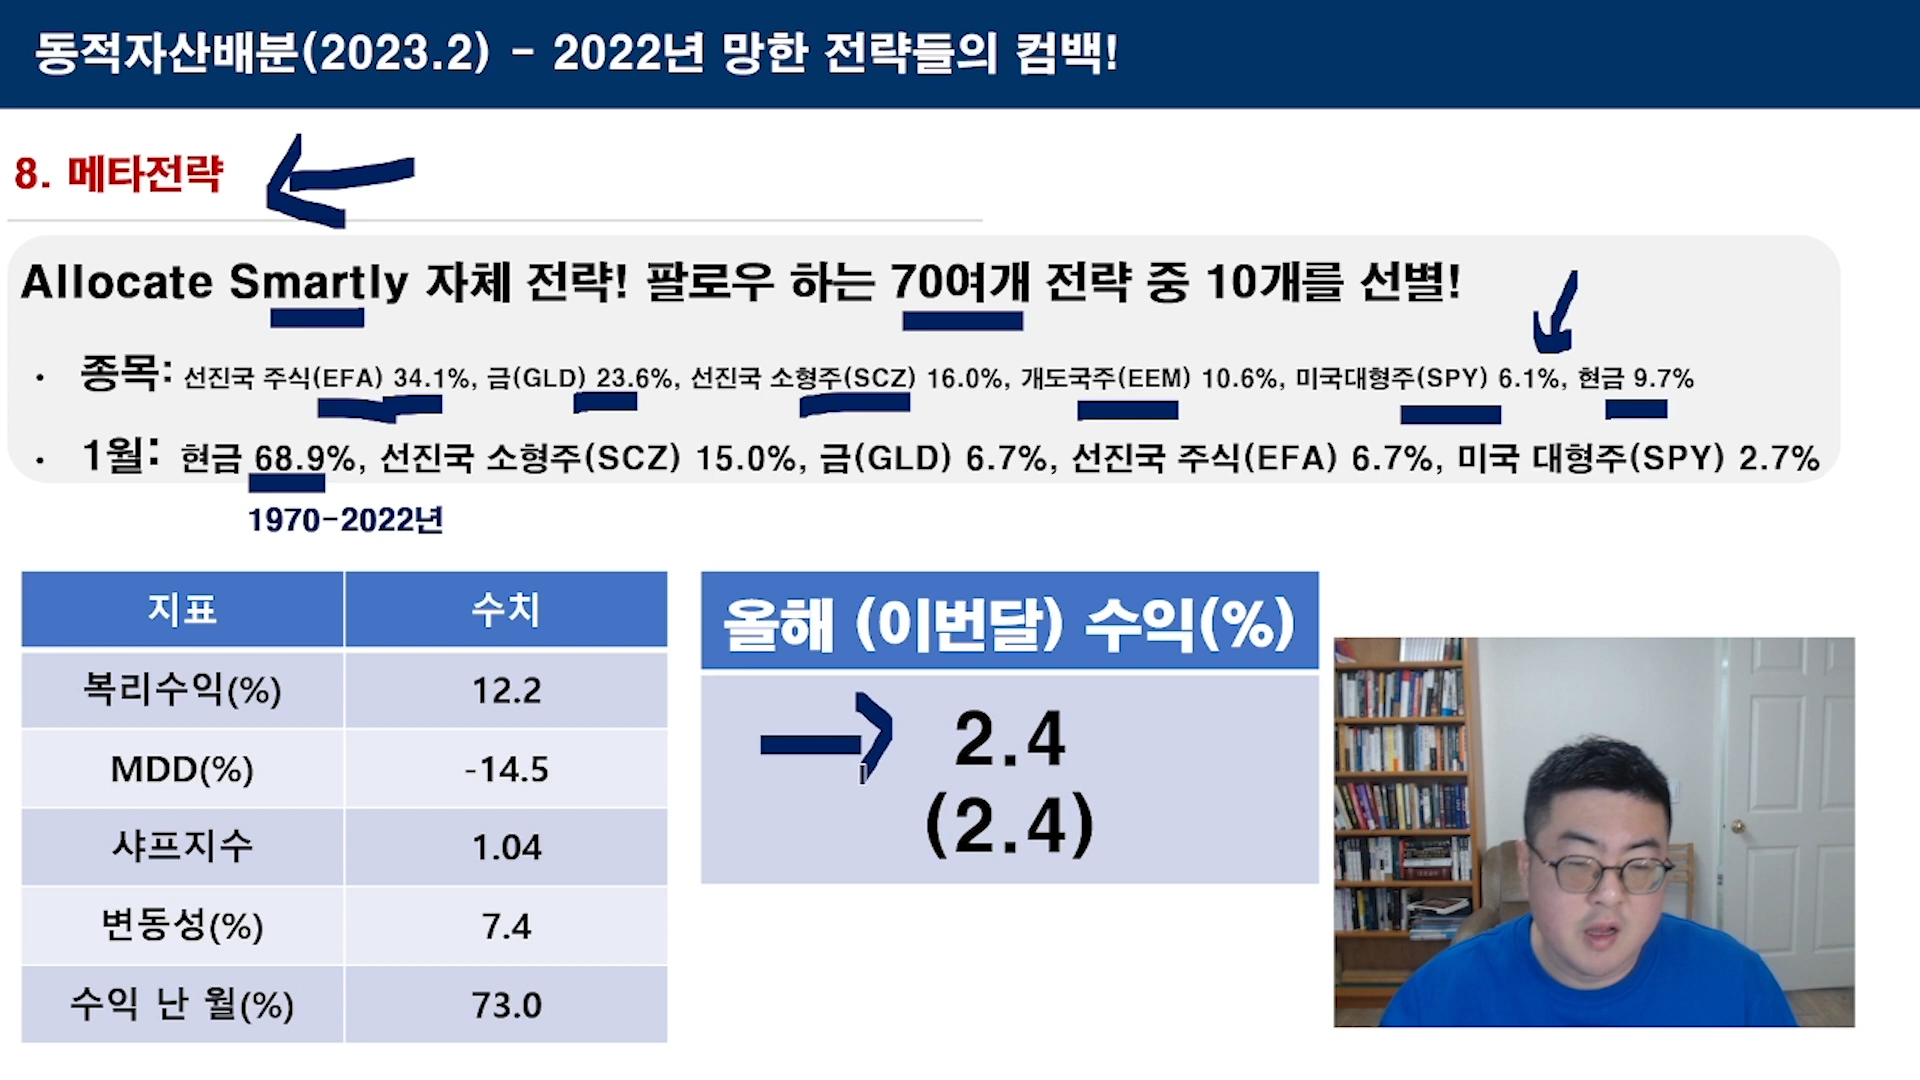 동적자산배분(2023.2) - 2022년 망한 전략들의 컴백!
8. 메타전략
Allocate Smartly 자체 전략! 팔로우 하는 70여개 전략 중 10개를 선별!
• 종목: 선진국 주식(EFA) 34.1%, 금(GLD) 23.6%, 선진국 소형주(SCZ) 16.0%, 개도국주(EEM) 10.6%, 미국대형주(SPY) 6.1%, 현금 9.7%
• 1월: 현금 68.9%, 선진국 소형주(SCZ) 15.0%, 금(GLD) 6.7%, 선진국 주식(EFA) 6.7%, 미국 대형주(SPY) 2.7%
1970-2022년
지표 수치
복리수익(%) 12.2
MDD(%) -14.5
샤프지수 1.04
변동성(%) 7.4
수익 난 월(%) 73.0
올해 (이번달) 수익(%)
2.4
(2.4)